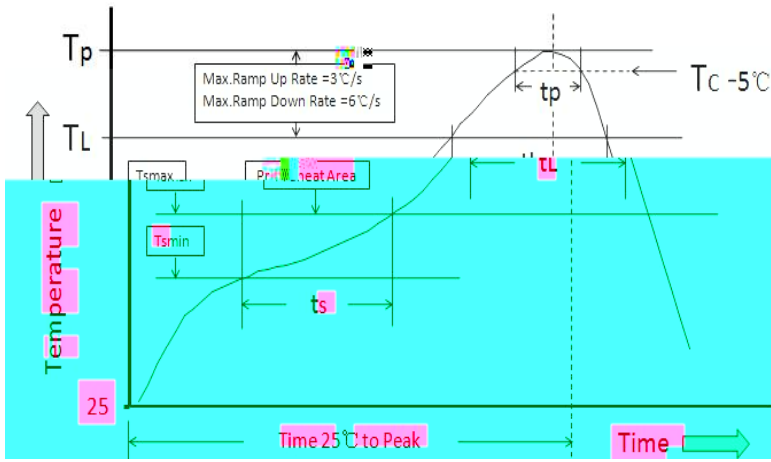 Tp
Max.Ramp Up Rate =3℃/s
Max.Ramp Down Rate =6℃/s
tp
TC -5℃
TL
Tsmax
Area
tL
Temperature
Tsmin
ts
25
Time 25℃ to Peak
Time